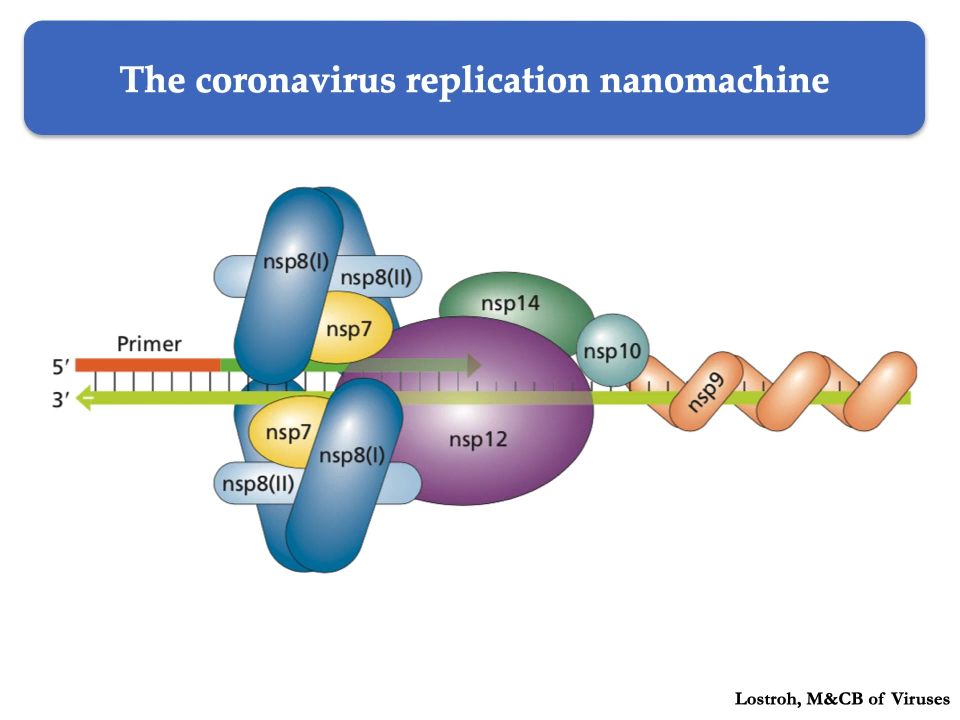 The coronavirus replication nanomachine
nsp8(I)
nsp8(II)
nsp14
nsp7
Primer
nsp10
5′
3′
nsp9
nsp7
nsp12
nsp8(I)
nsp8(II)
Lostroh, M&CB of Viruses